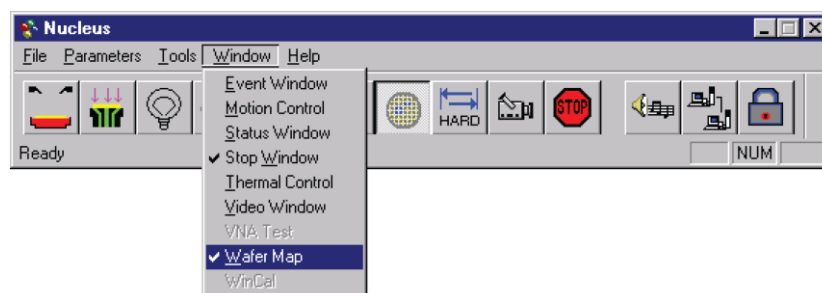 Nucleus
File Parameters Tools Window Help
Event Window
Motion Control
Status Window
Stop Window
Thermal Control
Video Window
VNA Test
Wafer Map
WinCal
HARD
STOP
Ready
NUM